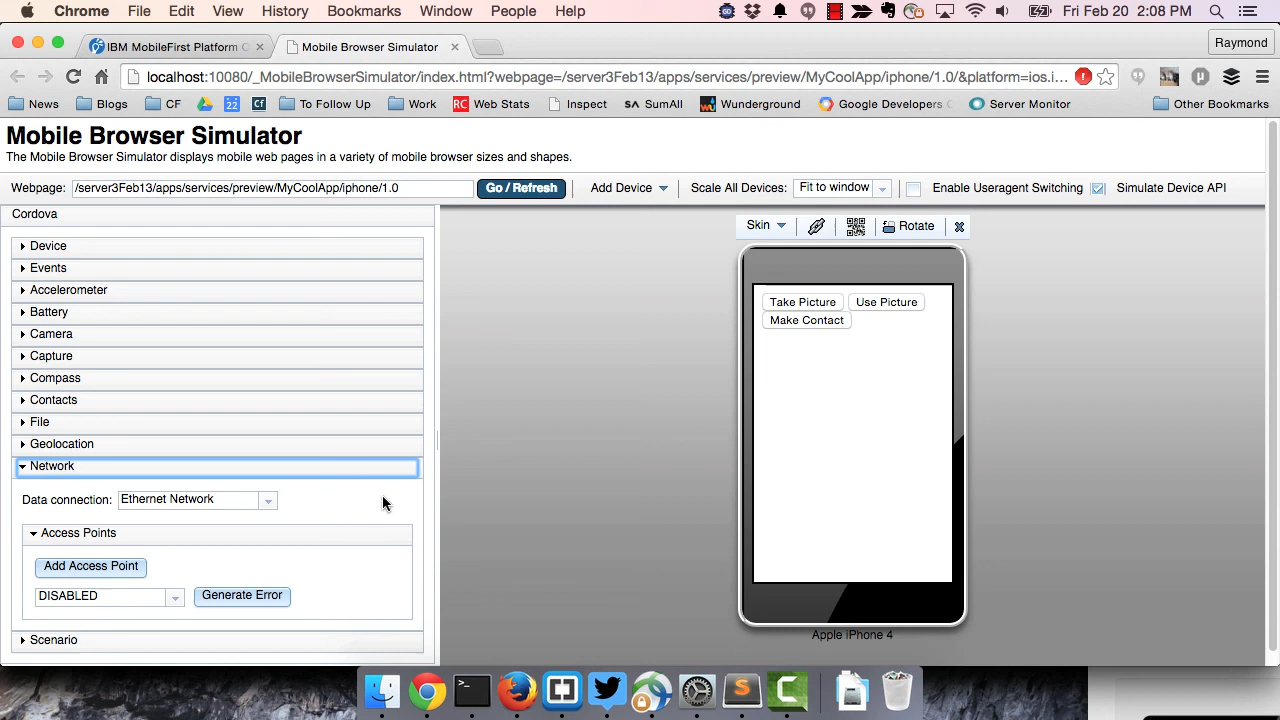 Chrome File Edit View History Bookmarks Window People Help Fri Feb 20 2:08 PM
IBM MobileFirst Platform C Mobile Browser Simulator Raymond
localhost:10080/_MobileBrowserSimulator/index.html?webpage=/server3Feb13/apps/services/preview/MyCoolApp/iphone/1.0/&platform=ios.i...
News Blogs CF 22 Cf To Follow Up Work RC Web Stats Inspect SA SumAll wu Wunderground Google Developers C Server Monitor Other Bookmarks
Mobile Browser Simulator
The Mobile Browser Simulator displays mobile web pages in a variety of mobile browser sizes and shapes.
Webpage: /server3Feb13/apps/services/preview/MyCoolApp/iphone/1.0 Go / Refresh Add Device Scale All Devices: Fit to window Enable Useragent Switching Simulate Device API
Cordova
Device
Events
Accelerometer
Battery
Camera
Capture
Compass
Contacts
File
Geolocation
Network
Data connection: Ethernet Network
Access Points
Add Access Point
DISABLED Generate Error
Scenario
Skin Rotate
Take Picture Use Picture
Make Contact
Apple iPhone 4